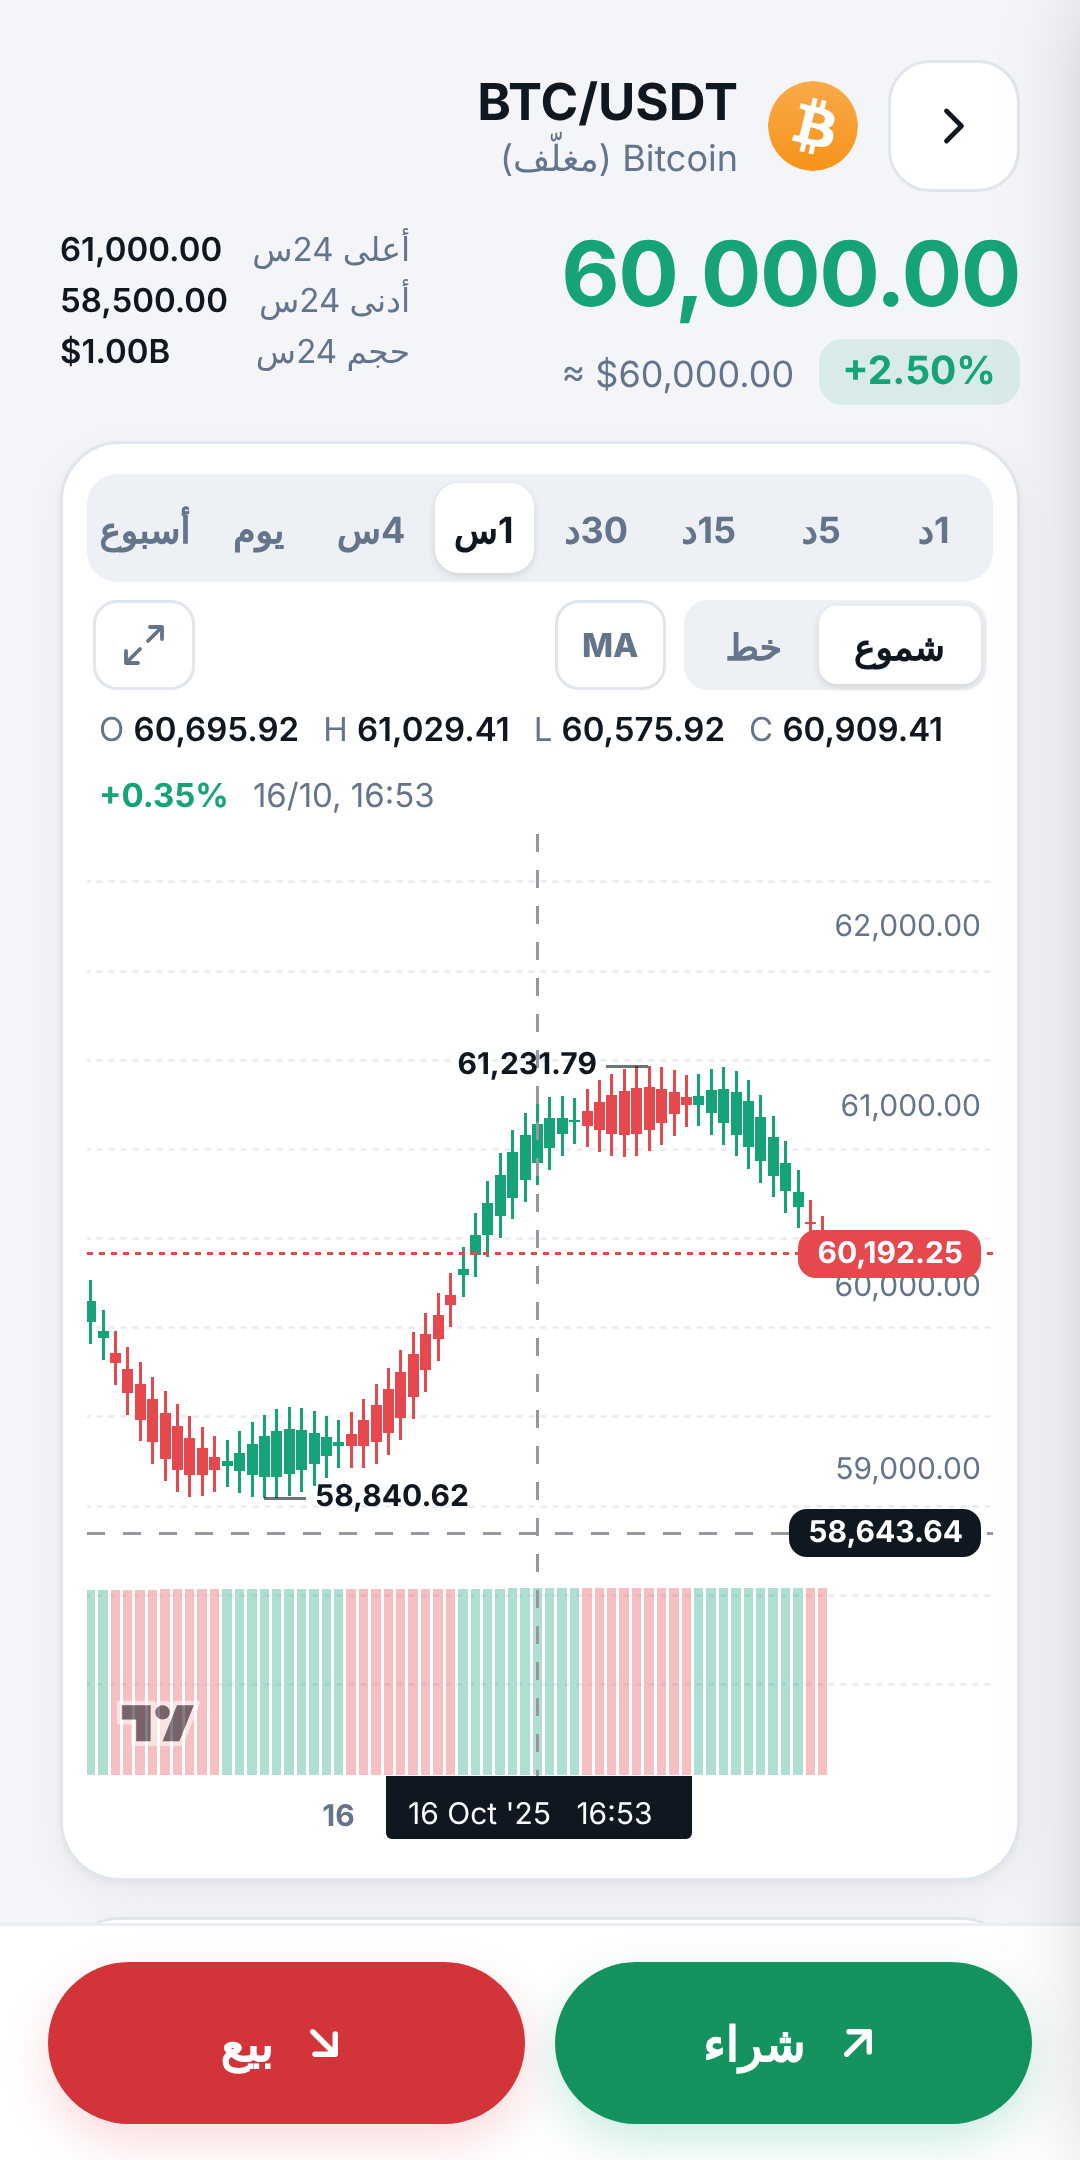 BTC/USDT
Bitcoin (مغلّف)
60,000.00
+2.50% ≈ $60,000.00
أعلى 24س 61,000.00
أدنى 24س 58,500.00
حجم 24س $1.00B
1د 5د 15د 30د 1س 4س يوم أسبوع
شموع خط MA
O 60,695.92 H 61,029.41 L 60,575.92 C 60,909.41
+0.35% 16/10, 16:53
62,000.00
61,231.79
61,000.00
60,192.25
60,000.00
59,000.00
58,840.62
58,643.64
16
16 Oct '25 16:53
شراء
بيع